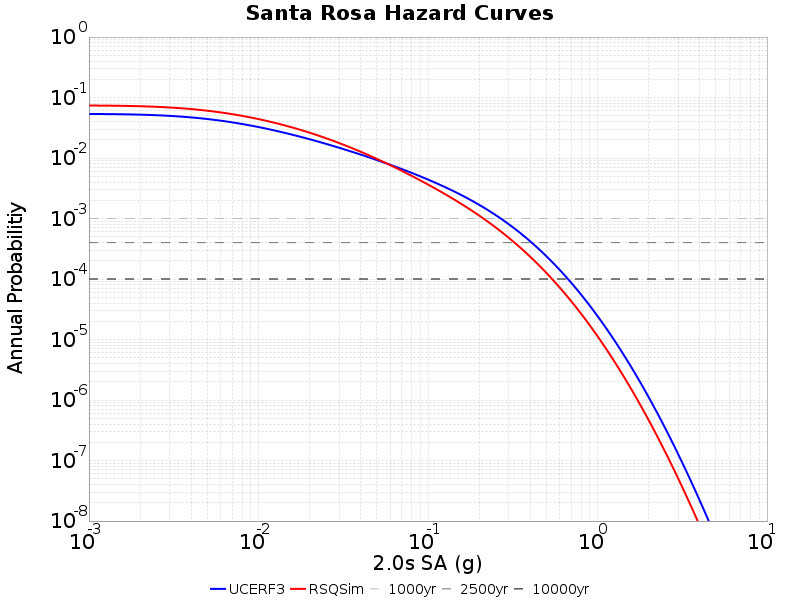 Santa Rosa Hazard Curves
Annual Probabilitiy
10^0
10^-1
10^-2
10^-3
10^-4
10^-5
10^-6
10^-7
10^-8
10^-3 10^-2 10^-1 10^0 10^1
2.0s SA (g)
UCERF3 RSQSim 1000yr 2500yr 10000yr